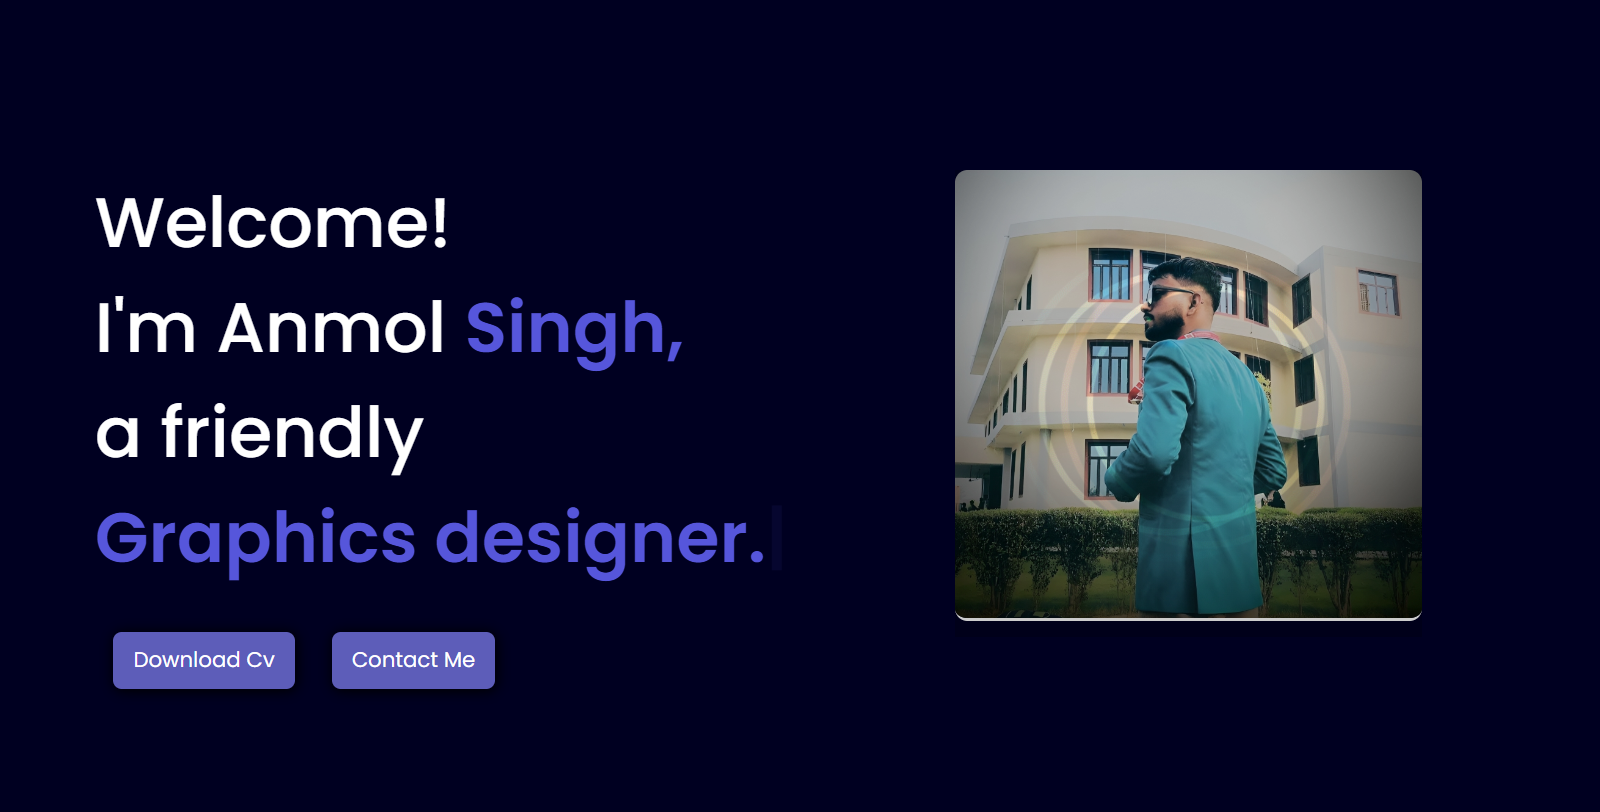 Welcome!
I'm Anmol Singh,
a friendly
Graphics designer.
Download Cv
Contact Me